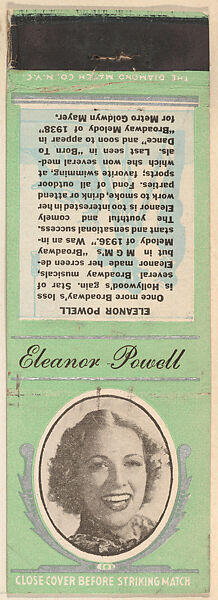 THE DIAMOND MATCH CO. N.Y.C.
ELEANOR POWELL
Once more Broadway's loss
is Hollywood's gain. Star of
several Broadway musicals,
Eleanor made her screen de-
but in MGM's "Broadway
Melody of 1936." Was an in-
stant and sensational success.
The youthful and comely
Eleanor is too interested in her
work to smoke, drink or attend
parties. Fond of all outdoor
sports; favorite swimming, at
which she won several med-
als. Last seen in "Born To
Dance," and soon to appear in
"Broadway Melody of 1938"
for Metro Goldwyn Mayer.
Eleanor Powell
CLOSE COVER BEFORE STRIKING MATCH